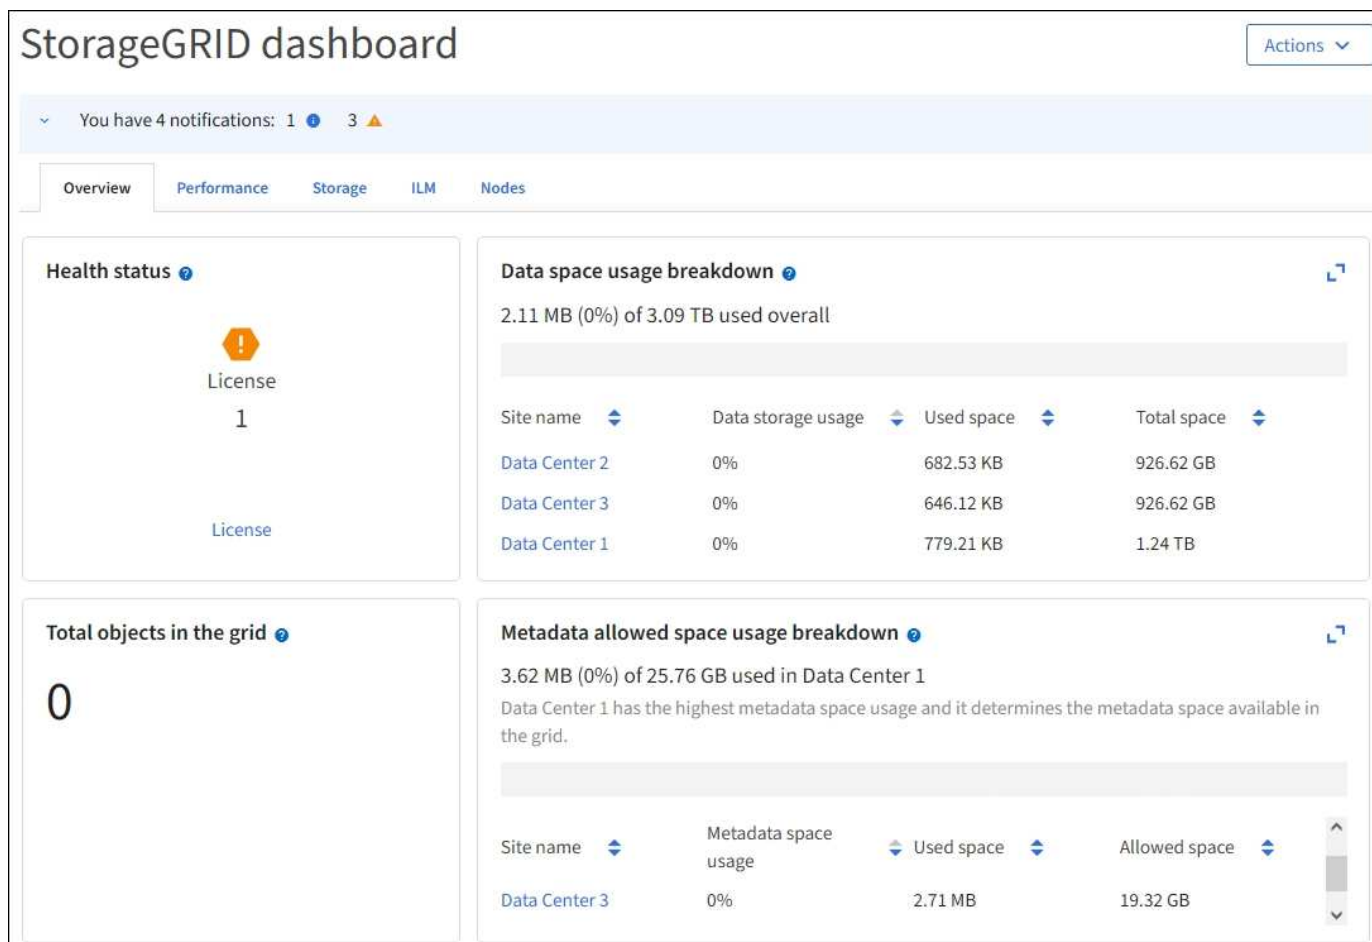 StorageGRID dashboard
Actions
You have 4 notifications: 1 3
Overview Performance Storage ILM Nodes
Health status
License
1
License
Data space usage breakdown
2.11 MB (0%) of 3.09 TB used overall
Site name Data storage usage Used space Total space
Data Center 2 0% 682.53 KB 926.62 GB
Data Center 3 0% 646.12 KB 926.62 GB
Data Center 1 0% 779.21 KB 1.24 TB
Total objects in the grid
0
Metadata allowed space usage breakdown
3.62 MB (0%) of 25.76 GB used in Data Center 1
Data Center 1 has the highest metadata space usage and it determines the metadata space available in
the grid.
Site name Metadata space usage Used space Allowed space
Data Center 3 0% 2.71 MB 19.32 GB